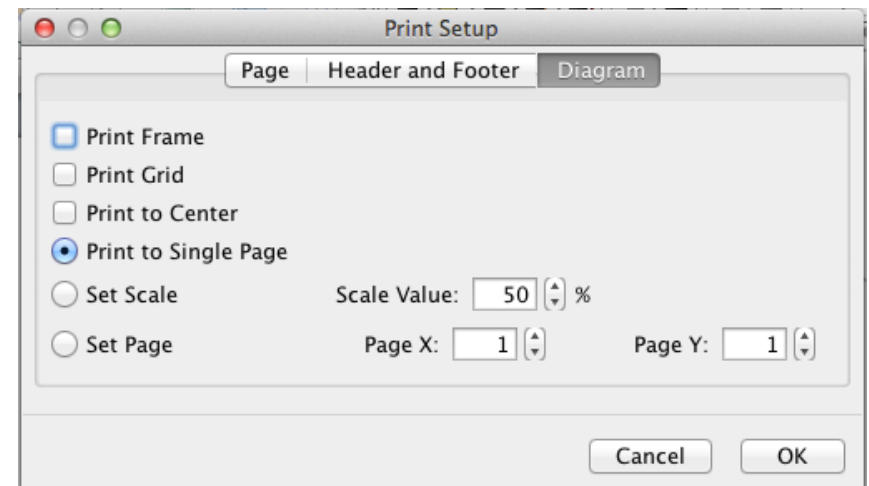 Print Setup
Page Header and Footer Diagram
Print Frame
Print Grid
Print to Center
Print to Single Page
Set Scale Scale Value: 50 %
Set Page Page X: 1 Page Y: 1
Cancel OK